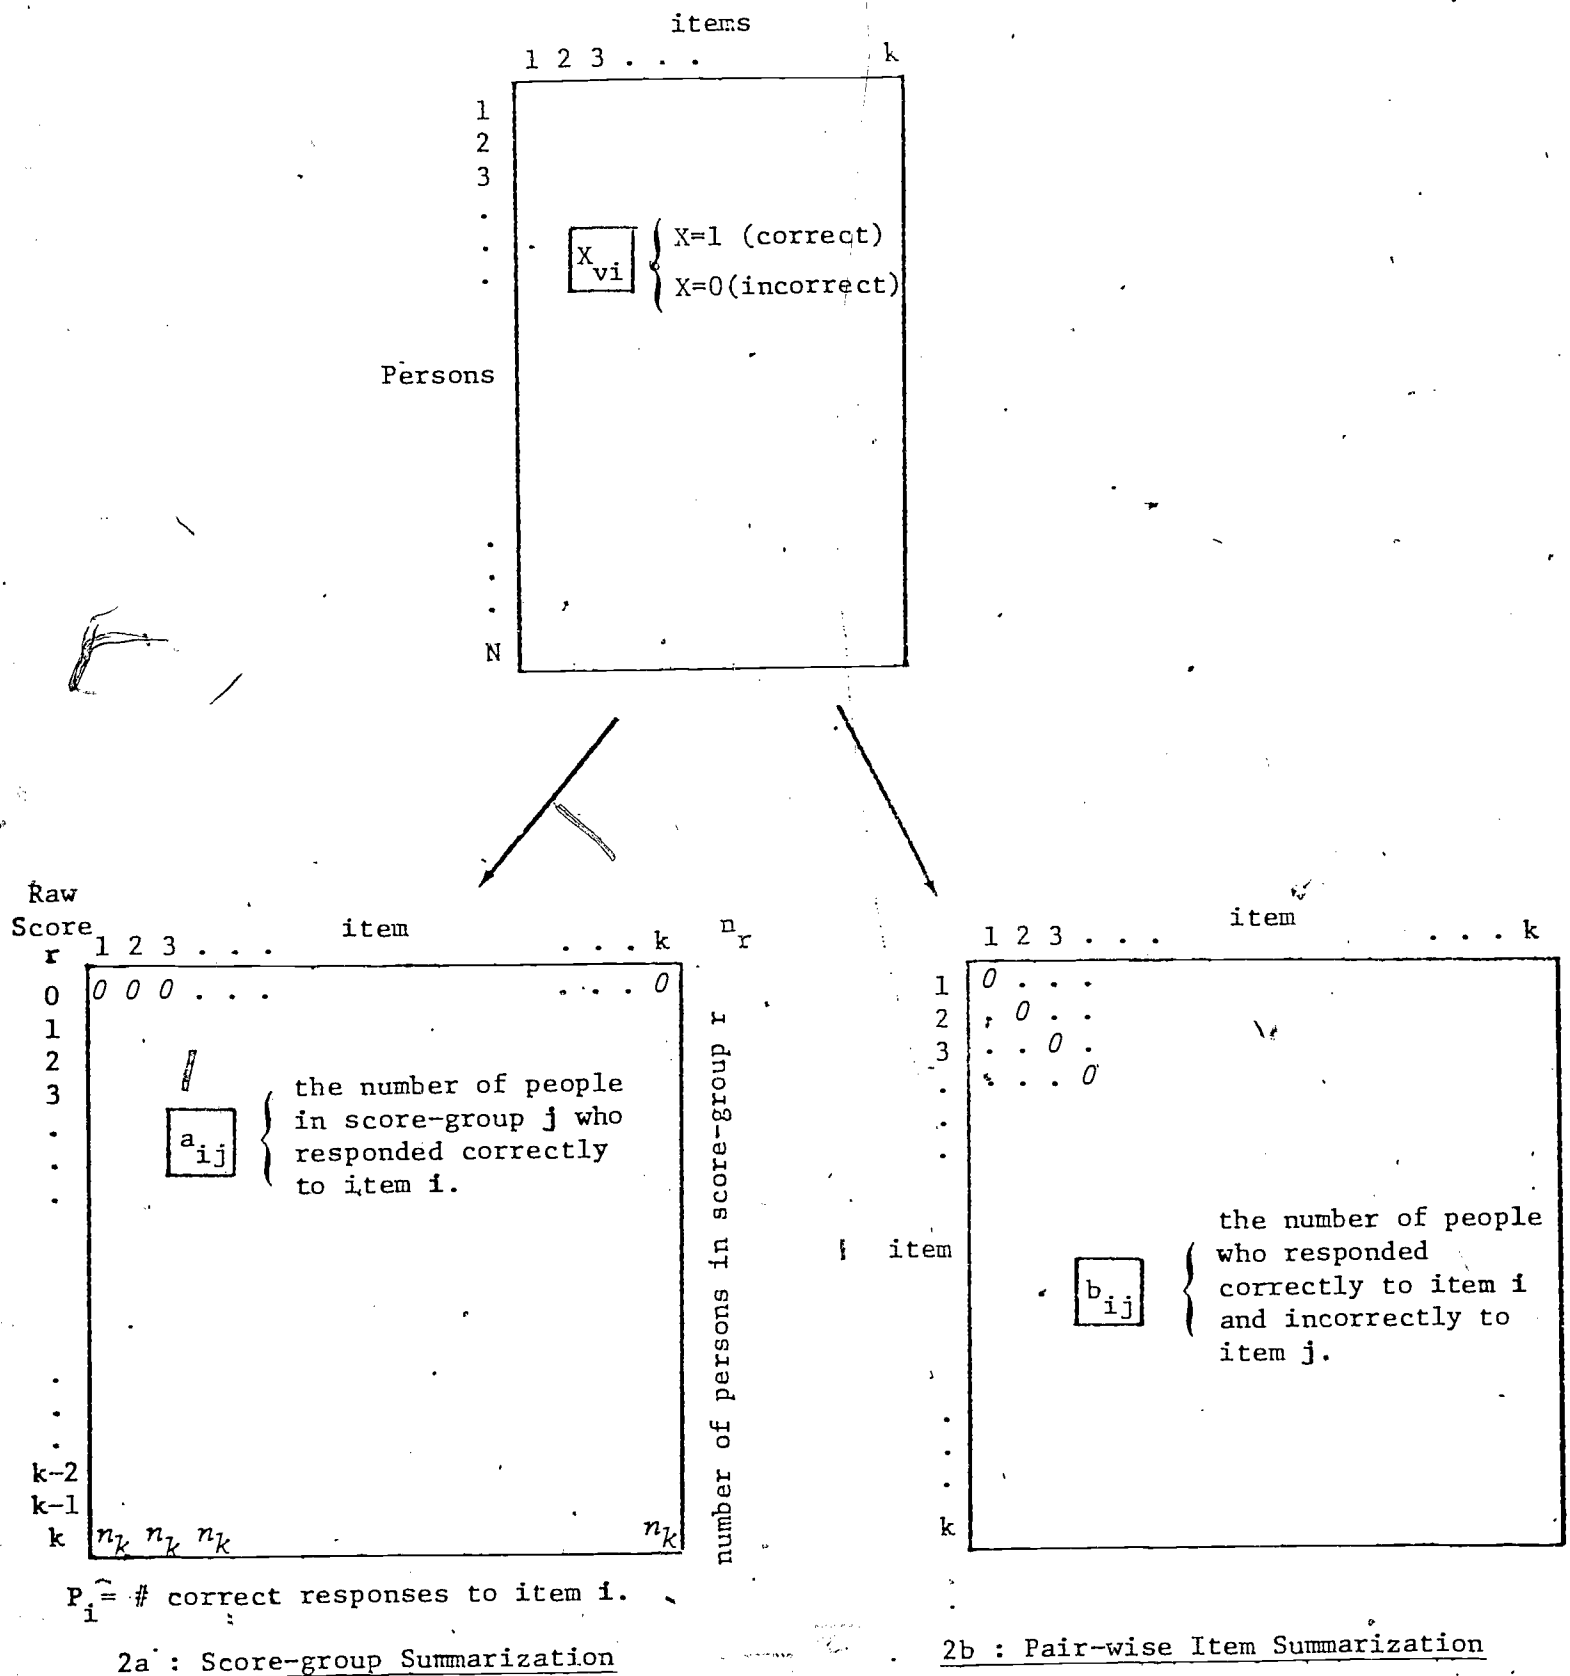 items
1 2 3 . . . k
1
2
3
.
.
.
X_vi
X=1 (correct)
X=0(incorrect)
Persons
.
.
.
N
Raw
Score
r
item
1 2 3 . . . . . . k
n_r
0
1
2
3
.
.
.
0 0 0 . . . . . . 0
a_ij
the number of people
in score-group j who
responded correctly
to item i.
.
.
.
k-2
k-1
k
n_k n_k n_k n_k
number of persons in score-group r
P_i = # correct responses to item i.
2a : Score-group Summarization
item
1 2 3 . . . . . . k
1
2
3
.
.
.
0 . . .
. 0 . .
. . 0 .
. . . 0
item
b_ij
the number of people
who responded
correctly to item i
and incorrectly to
item j.
.
.
.
k
2b : Pair-wise Item Summarization